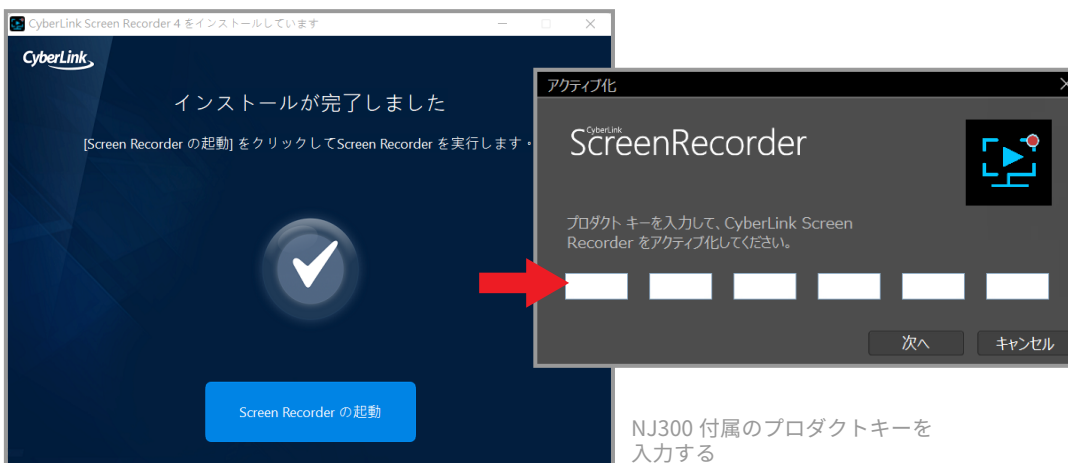 CyberLink Screen Recorder 4 をインストールしています
CyberLink
インストールが完了しました
[Screen Recorder の起動] をクリックしてScreen Recorder を実行します。
Screen Recorder の起動
アクティブ化
CyberLink
ScreenRecorder
プロダクト キーを入力して、CyberLink Screen
Recorder をアクティブ化してください。
次へ
キャンセル
NJ300 付属のプロダクトキーを
入力する